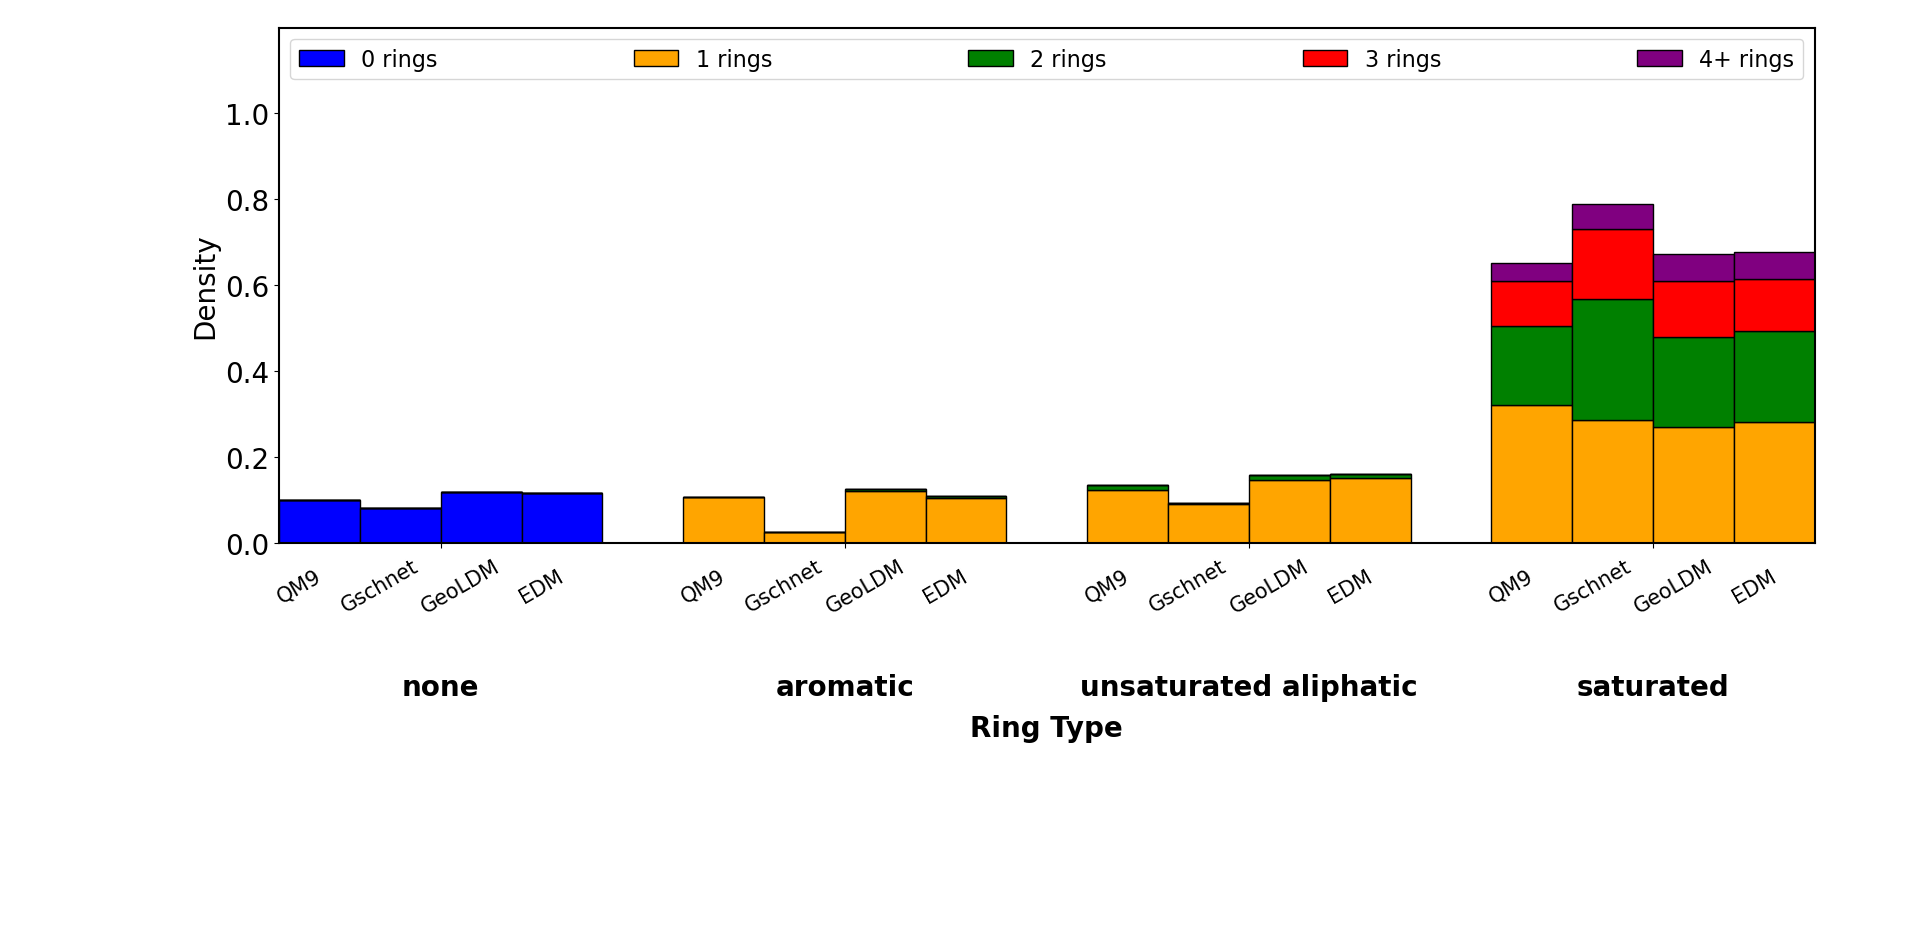 0 rings 1 rings 2 rings 3 rings 4+ rings
1.0
0.8
0.6
0.4
0.2
0.0
Density
QM9 Gschnet GeoLDM EDM QM9 Gschnet GeoLDM EDM QM9 Gschnet GeoLDM EDM QM9 Gschnet GeoLDM EDM
none aromatic unsaturated aliphatic saturated
Ring Type